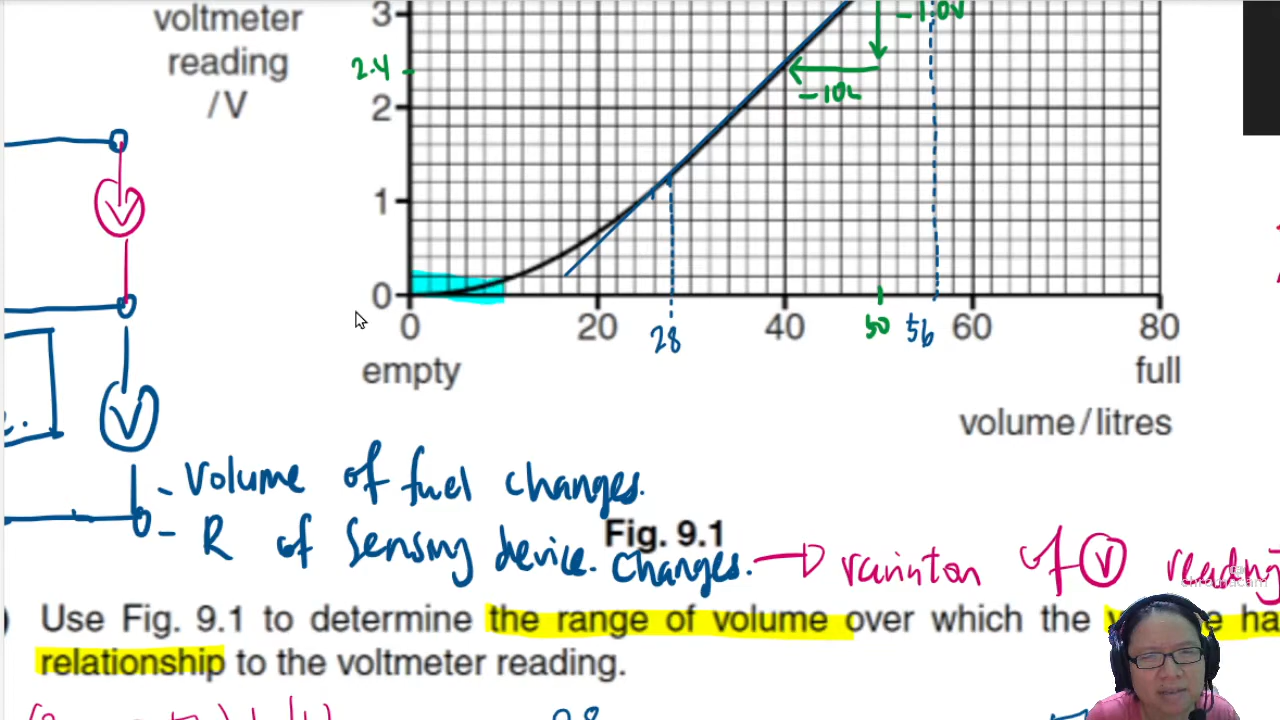 voltmeter
reading
/ V
3
2.4
2
1
0
-1.0V
-10L
0 20 28 40 50 56 60 80
empty full
volume / litres
V
V
- Volume of fuel changes.
- R of sensing device. changes. → of V reading
Fig. 9.1
Use Fig. 9.1 to determine the range of volume over which the ha
relationship to the voltmeter reading.
28